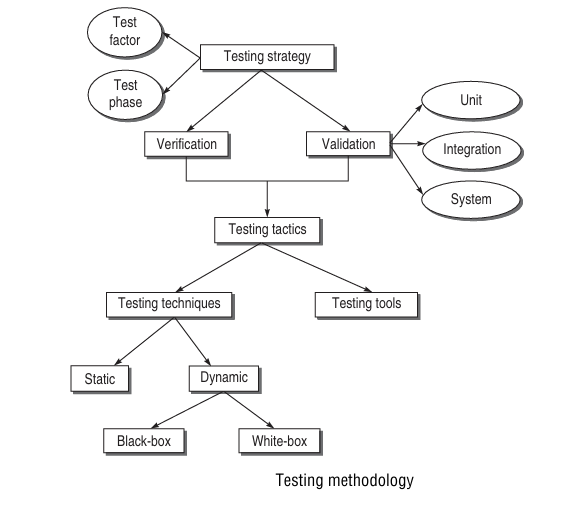 Test
factor
Testing strategy
Test
phase
Unit
Verification
Validation
Integration
System
Testing tactics
Testing techniques
Testing tools
Static
Dynamic
Black-box
White-box
Testing methodology